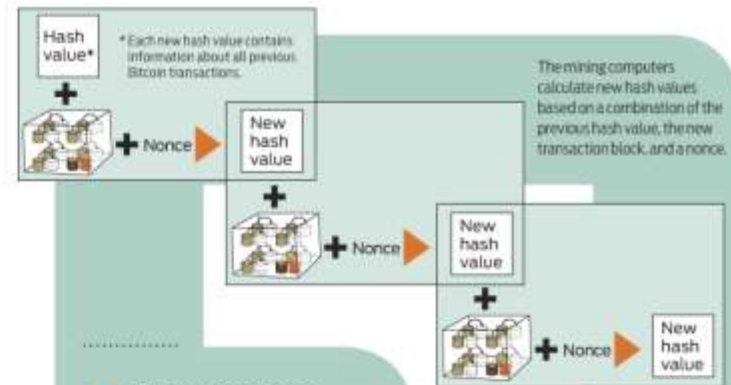 Hash
value*
* Each new hash value contains
information about all previous
Bitcoin transactions.
The mining computers
calculate new hash values
based on a combination of the
previous hash value, the new
transaction block, and a nonce.
+
+ Nonce
New
hash
value
+
+ Nonce
New
hash
value
+
+ Nonce
New
hash
value